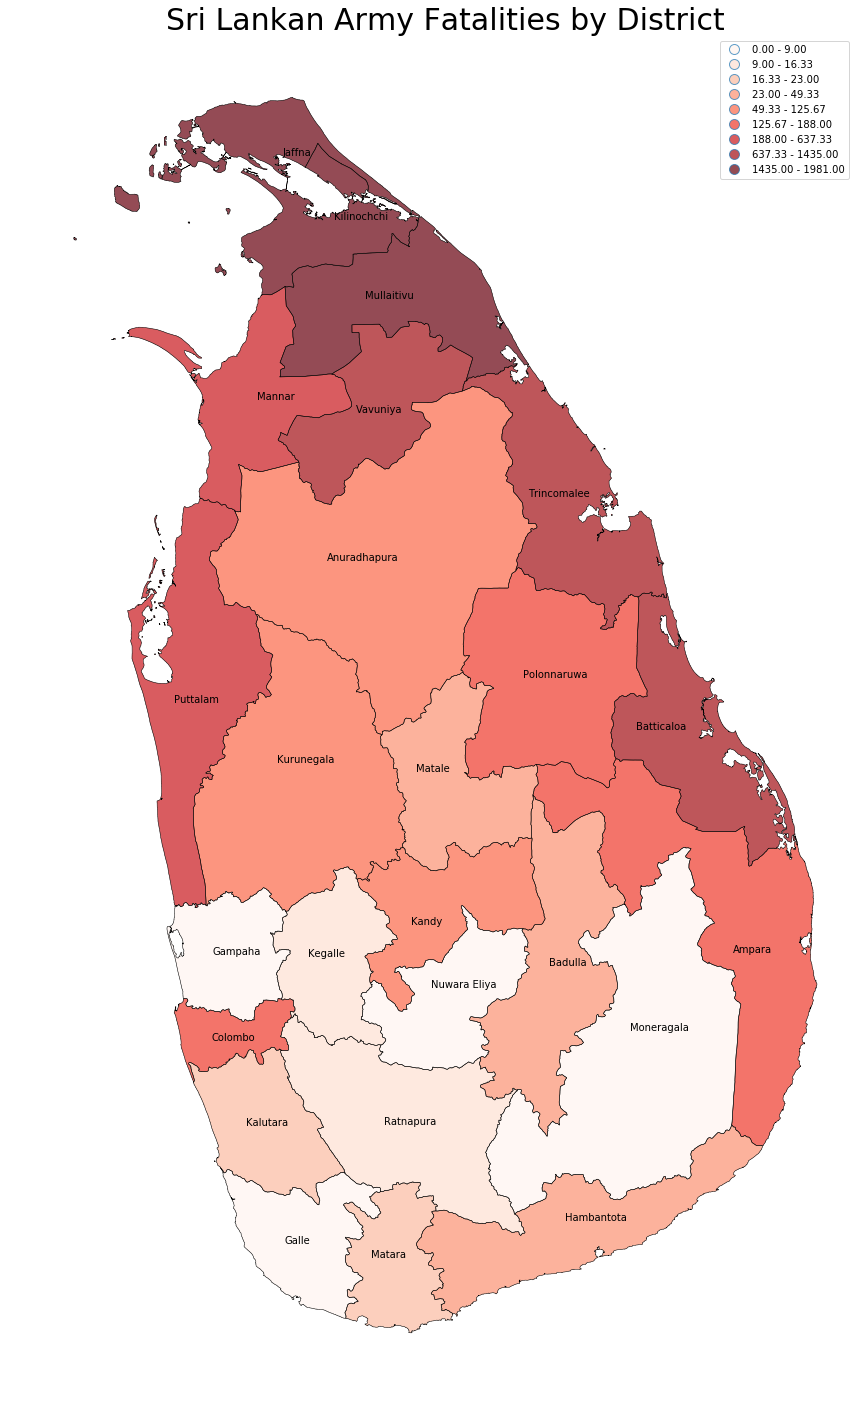 Sri Lankan Army Fatalities by District
0.00 - 9.00
9.00 - 16.33
16.33 - 23.00
23.00 - 49.33
49.33 - 125.67
125.67 - 188.00
188.00 - 637.33
637.33 - 1435.00
1435.00 - 1981.00
Jaffna
Kilinochchi
Mullaitivu
Mannar
Vavuniya
Trincomalee
Anuradhapura
Polonnaruwa
Puttalam
Batticaloa
Kurunegala
Matale
Kandy
Gampaha
Kegalle
Ampara
Badulla
Nuwara Eliya
Moneragala
Colombo
Kalutara
Ratnapura
Hambantota
Galle
Matara